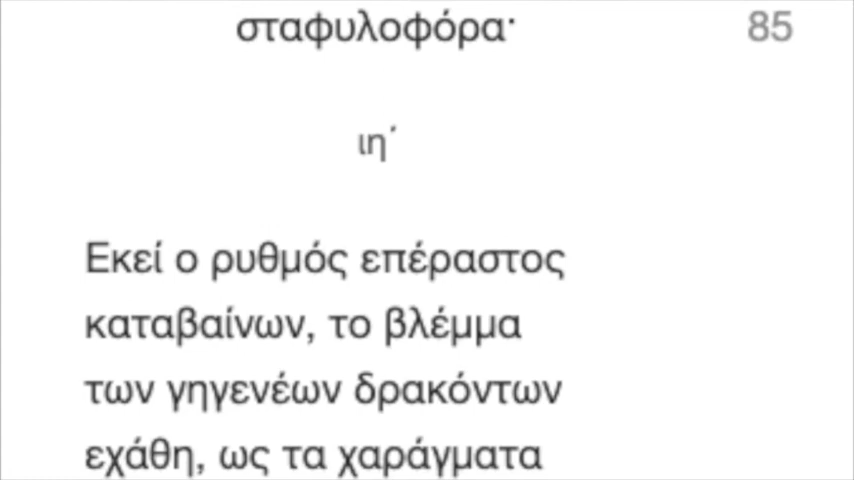 σταφυλοφόρα· 85
ιη΄
Εκεί ο ρυθμός επέραστος
καταβαίνων, το βλέμμα
των γηγενέων δρακόντων
εχάθη, ως τα χαράγματα